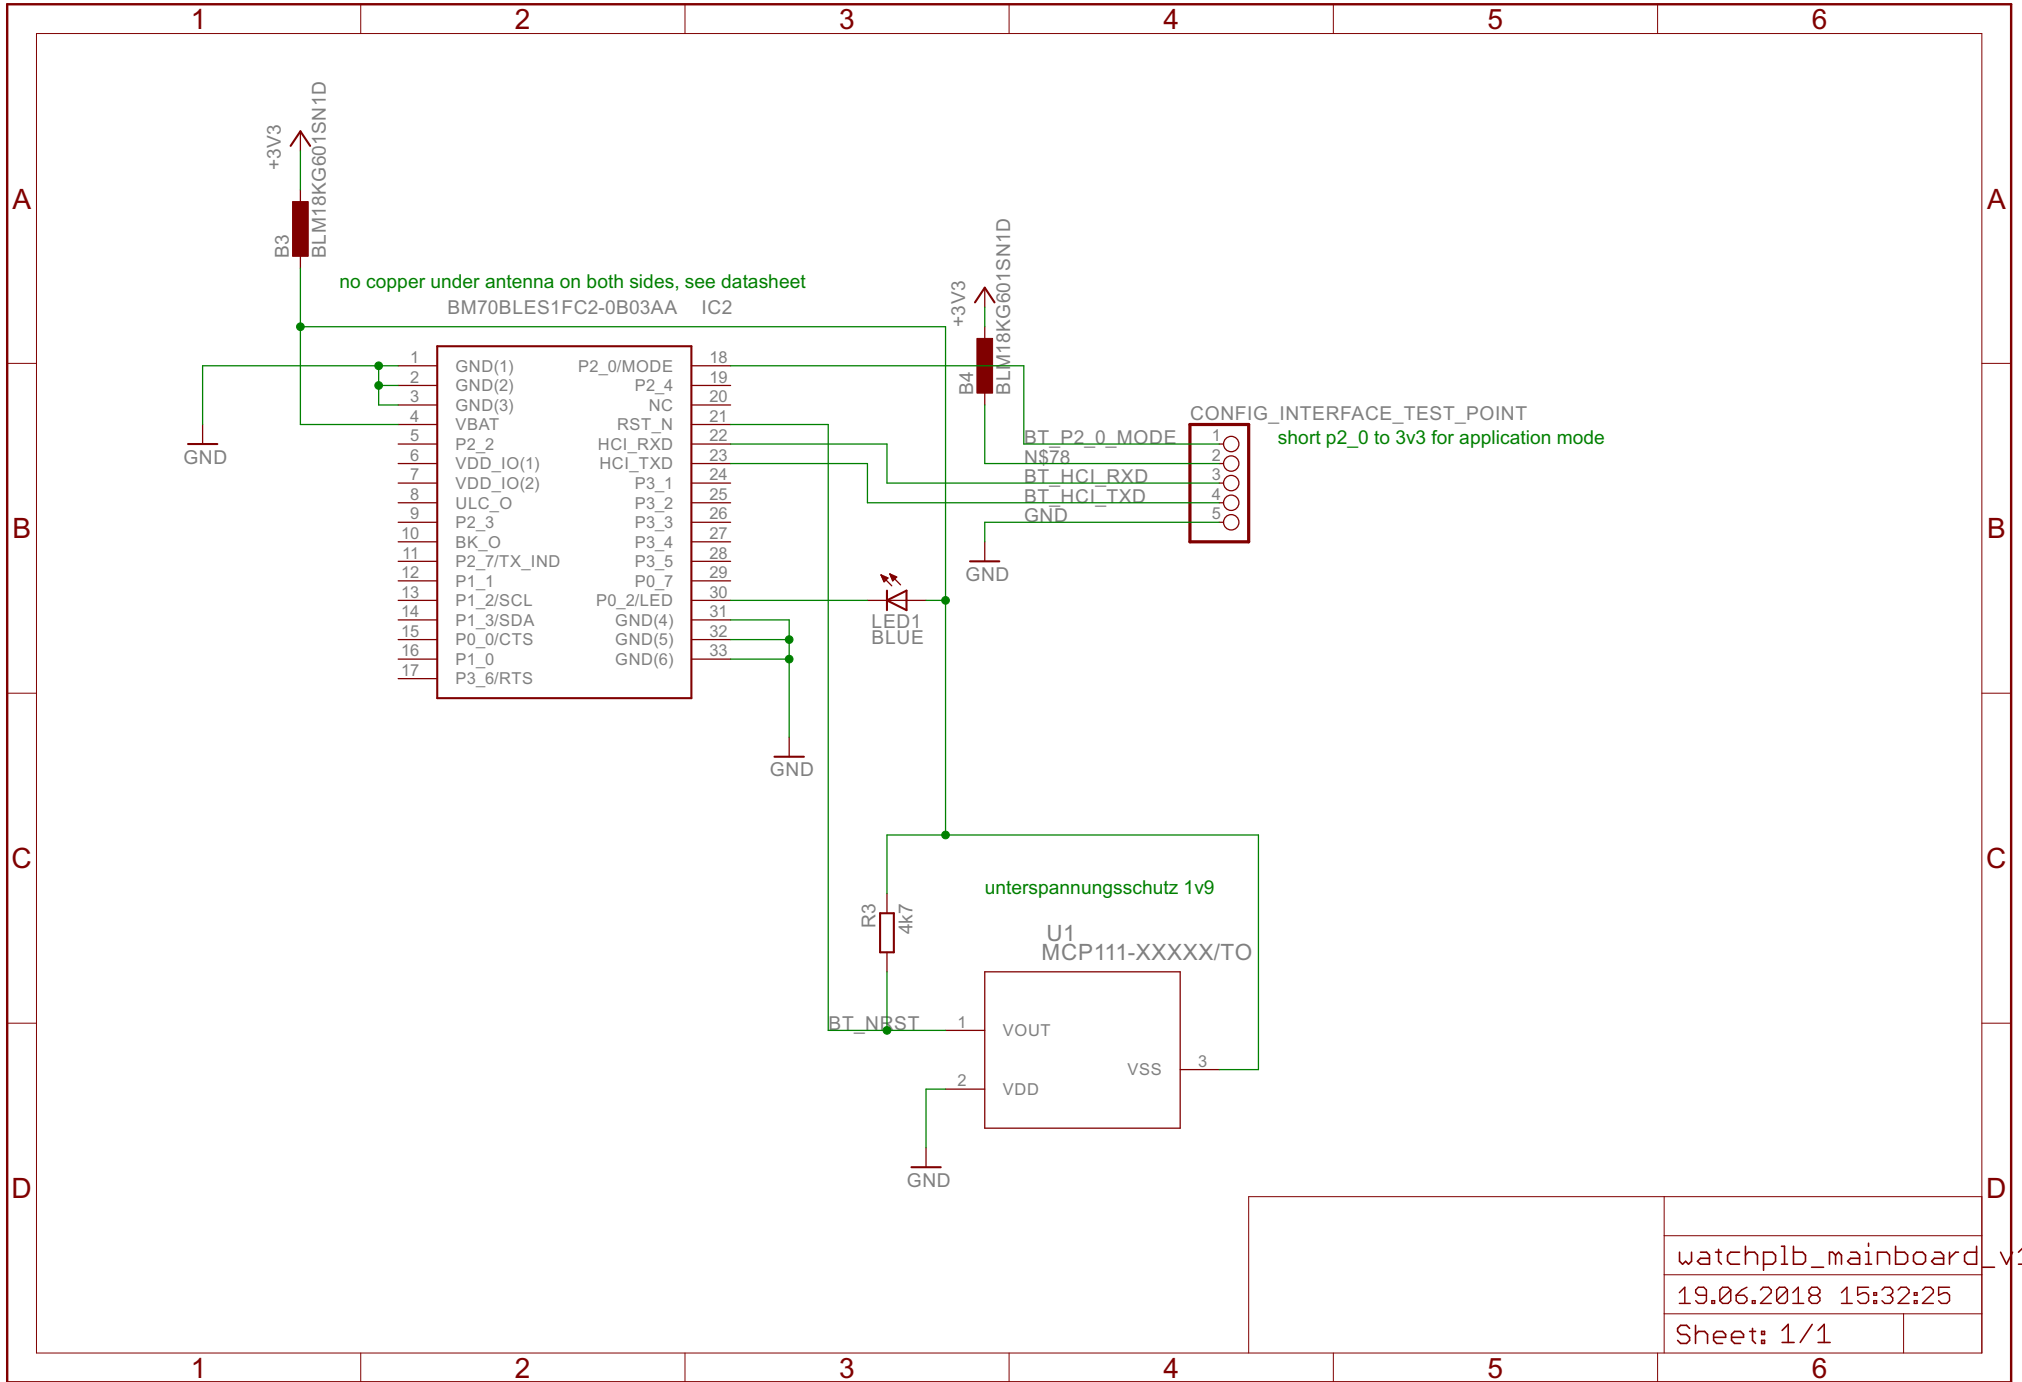 1 2 3 4 5 6
A A
+3V3
B3
BLM18KG601SN1D
no copper under antenna on both sides, see datasheet
BM70BLES1FC2-0B03AA IC2
+3V3
B4
BLM18KG601SN1D
1 GND(1) P2_0/MODE 18
2 GND(2) P2_4 19
3 GND(3) NC 20
4 VBAT RST_N 21
5 P2_2 HCI_RXD 22
6 VDD_IO(1) HCI_TXD 23
7 VDD_IO(2) P3_1 24
8 ULC_O P3_2 25
9 P2_3 P3_3 26
10 BK_O P3_4 27
11 P2_7/TX_IND P3_5 28
12 P1_1 P0_7 29
13 P1_2/SCL P0_2/LED 30
14 P1_3/SDA GND(4) 31
15 P0_0/CTS GND(5) 32
16 P1_0 GND(6) 33
17 P3_6/RTS
GND
CONFIG_INTERFACE_TEST_POINT
short p2_0 to 3v3 for application mode
BT_P2_0_MODE 1
N$78 2
BT_HCI_RXD 3
BT_HCI_TXD 4
GND 5
GND
B B
LED1
BLUE
GND
C C
unterspannungsschutz 1v9
R3
4k7
U1
MCP111-XXXXX/TO
BT_NRST 1 VOUT
VSS 3
2 VDD
GND
D D
watchplb_mainboard_v1
19.06.2018 15:32:25
Sheet: 1/1
1 2 3 4 5 6